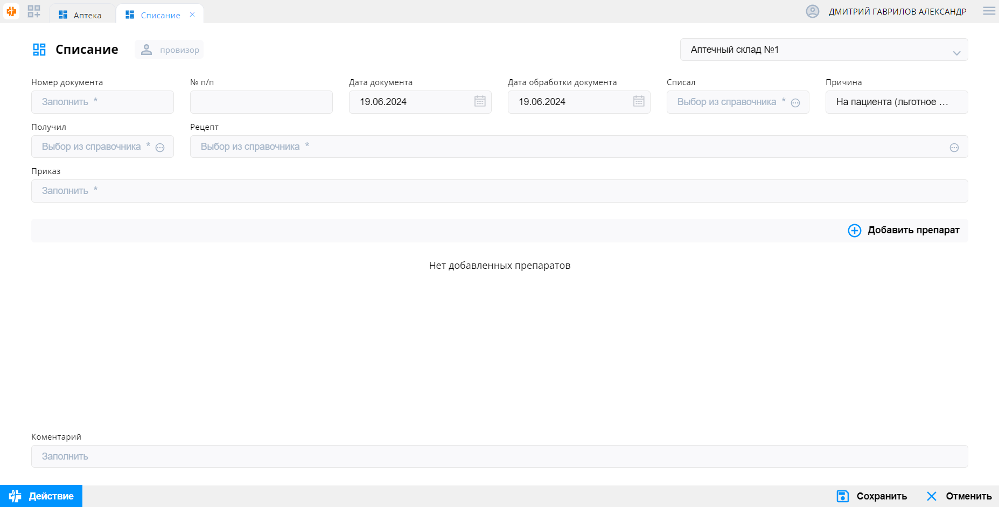 Аптека
Списание
ДМИТРИЙ ГАВРИЛОВ АЛЕКСАНДР
Списание
провизор
Аптечный склад №1
Номер документа
№ п/п
Дата документа
Дата обработки документа
Списал
Причина
Заполнить *
19.06.2024
19.06.2024
Выбор из справочника *
На пациента (льготное ...
Получил
Рецепт
Выбор из справочника *
Выбор из справочника *
Приказ
Заполнить *
Добавить препарат
Нет добавленных препаратов
Коментарий
Заполнить
Действие
Сохранить
Отменить